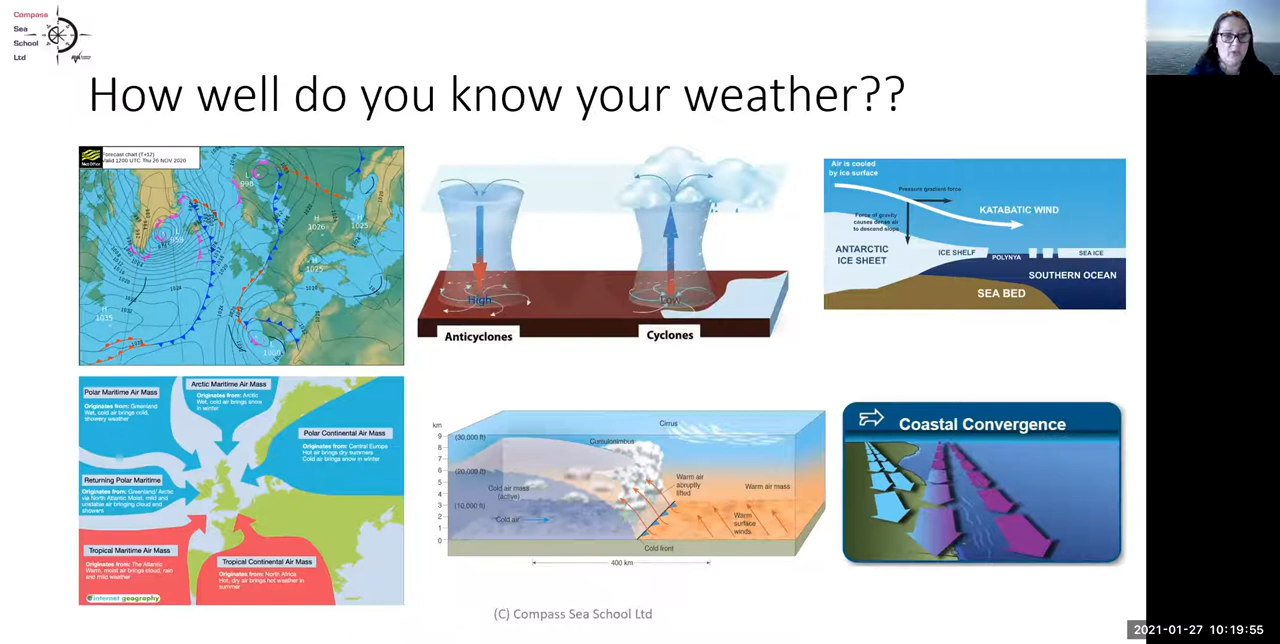 Compass
Sea
School
Ltd
How well do you know your weather??
Met Office
Forecast chart (T+12)
Valid 1200 UTC Thu 26 NOV 2020
L
996
L
959
H
1026
H
1025
H
1025
H
1035
L
1008
High
Low
Anticyclones
Cyclones
Air is cooled
by ice surface
Pressure gradient force
Force of gravity
causes dense air
to descend slope
KATABATIC WIND
ANTARCTIC
ICE SHEET
ICE SHELF
POLYNYA
SEA ICE
SOUTHERN OCEAN
SEA BED
Polar Maritime Air Mass
Originates from: Greenland
Wet, cold air brings cold,
showery weather
Arctic Maritime Air Mass
Originates from: Arctic
Wet, cold air brings snow
in winter
Polar Continental Air Mass
Originates from: Central Europe
Hot air brings dry summers
Cold air brings snow in winter
Returning Polar Maritime
Originates from: Greenland/ Arctic
via North Atlantic Moist, mild and
unstable air bringing cloud and
showers
Tropical Maritime Air Mass
Originates from: The Atlantic
Warm, moist air brings cloud, rain
and mild weather
Tropical Continental Air Mass
Originates from: North Africa
Hot, dry air brings hot weather in
summer
internet geography
km
9
8
7
6
5
4
3
2
1
0
(30,000 ft)
(20,000 ft)
(10,000 ft)
Cirrus
Cumulonimbus
Cold air mass
(active)
Cold air
Warm air
abruptly
lifted
Warm air mass
Warm
surface
winds
Cold front
400 km
Coastal Convergence
(C) Compass Sea School Ltd
2021-01-27 10:19:55